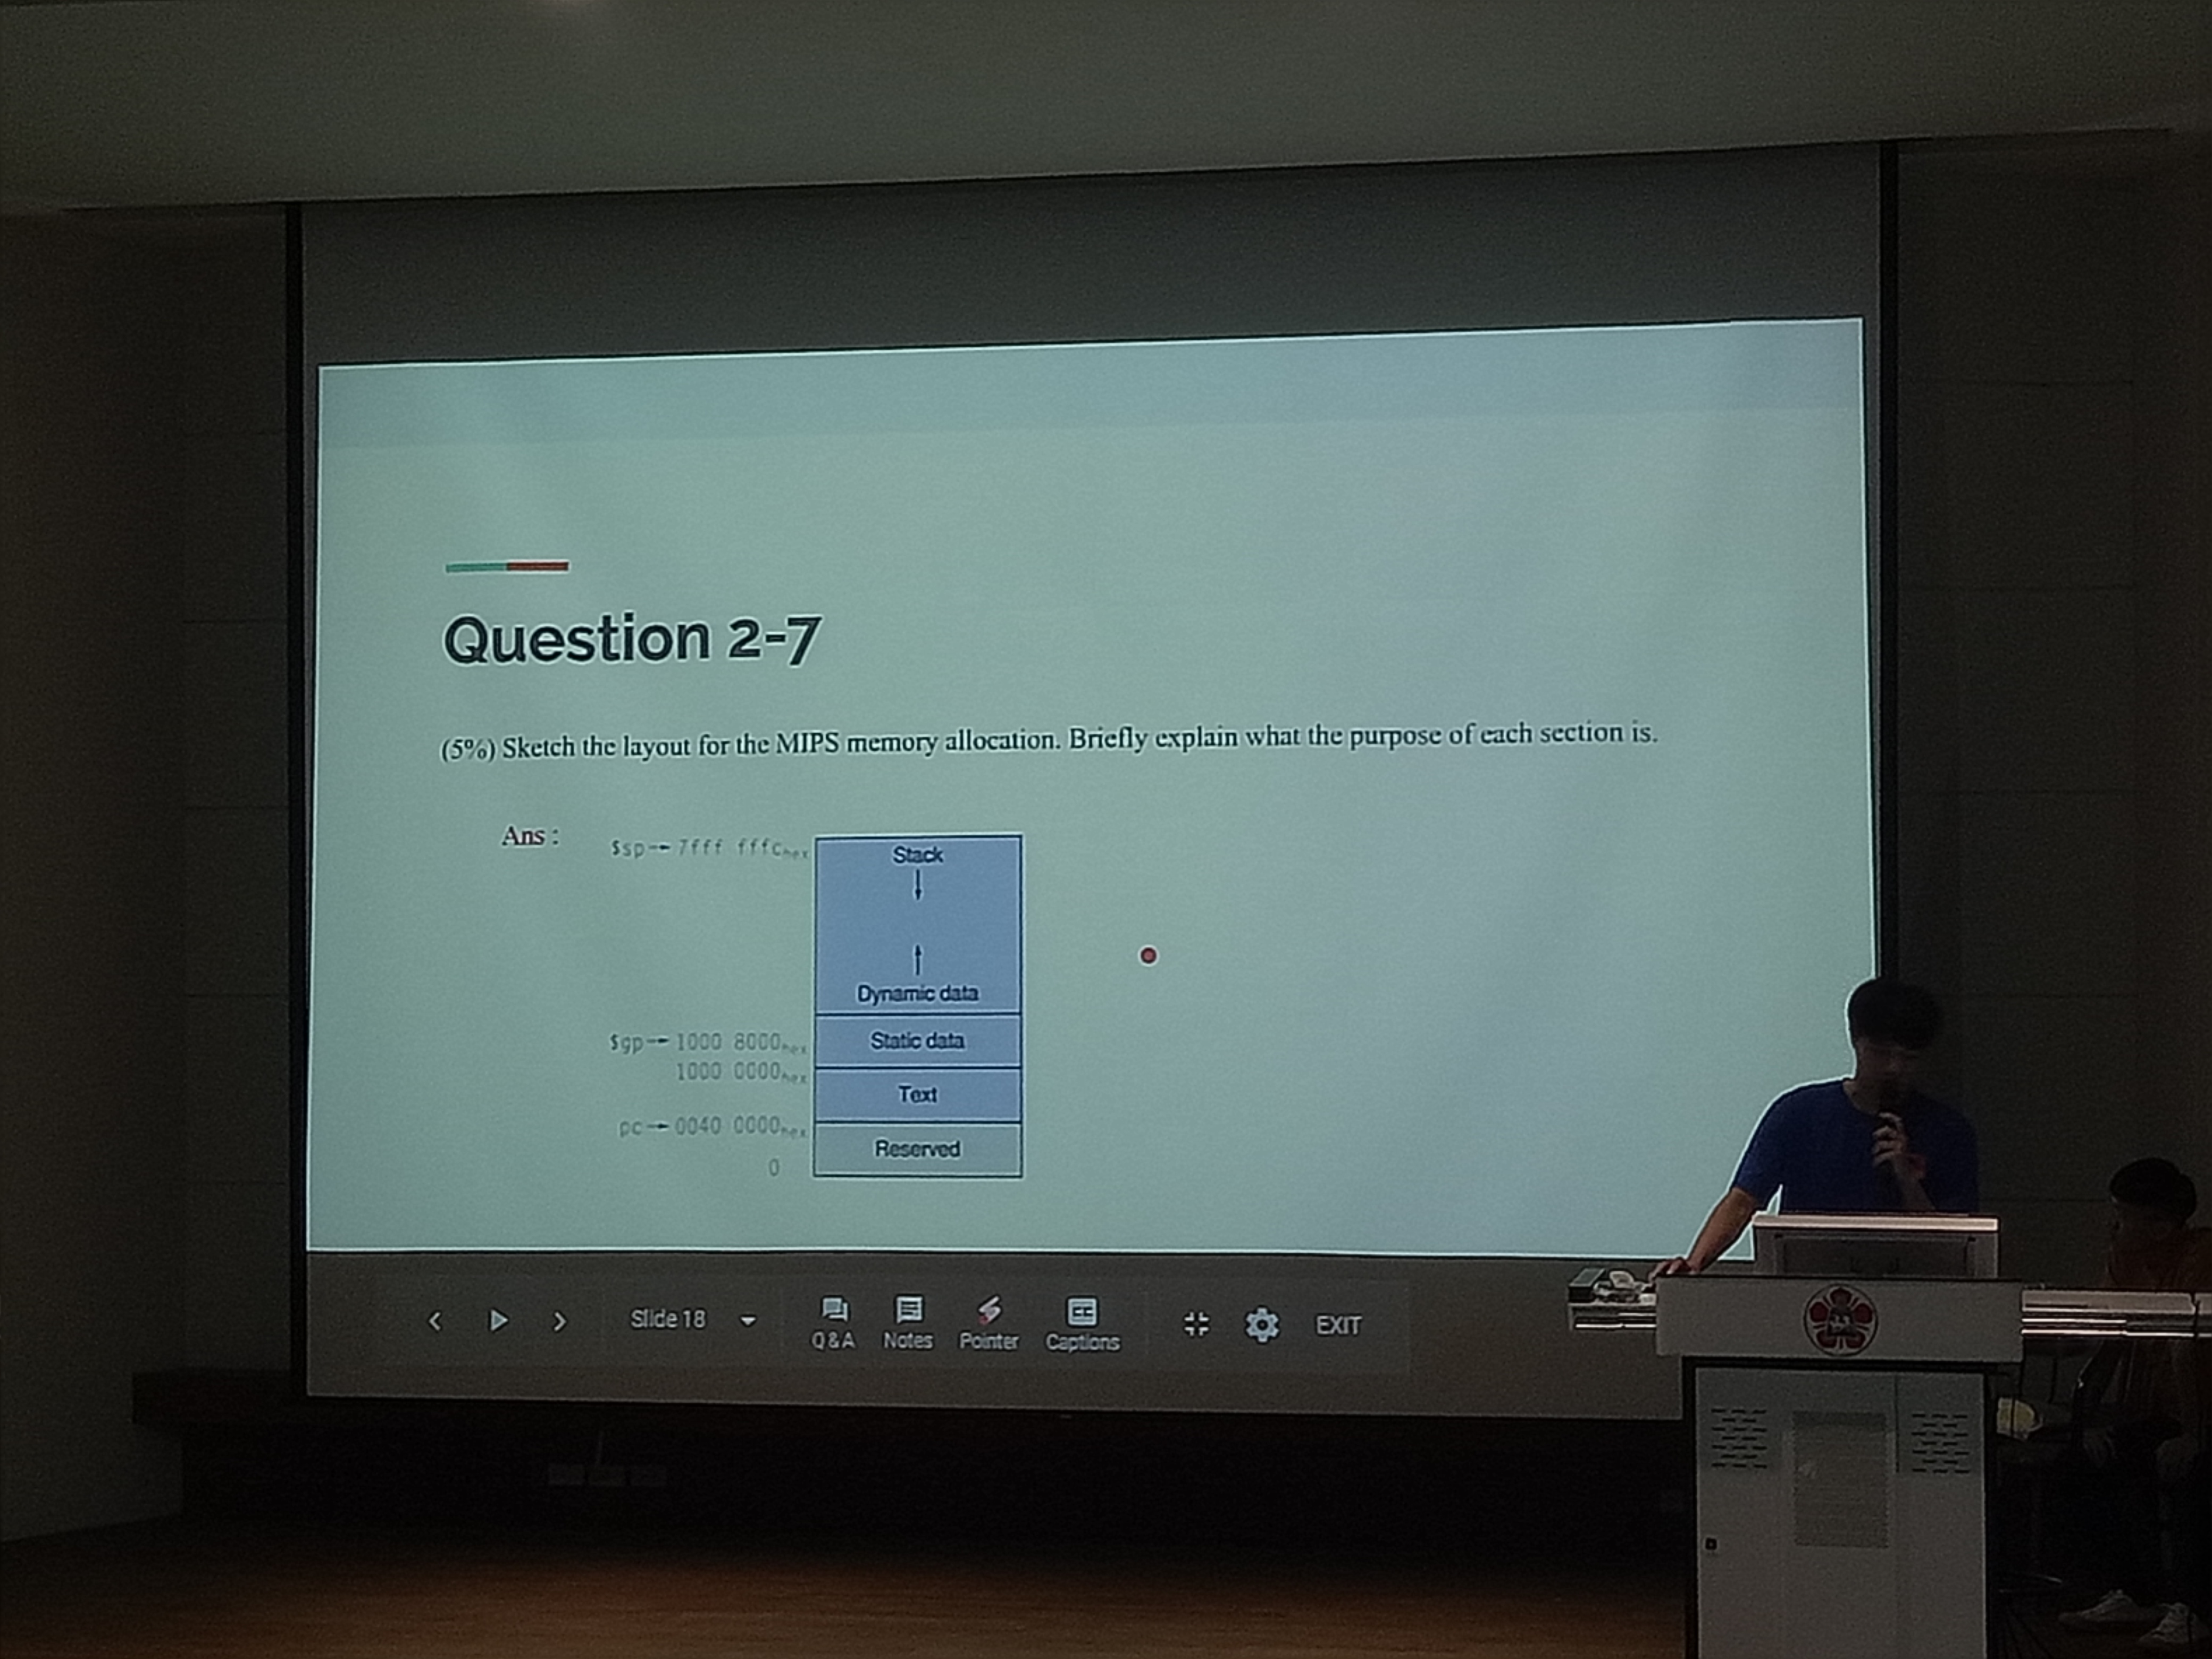 Question 2-7
(5%) Sketch the layout for the MIPS memory allocation. Briefly explain what the purpose of each section is.
Ans :
$sp→ 7fff fffc hex
Stack
Dynamic data
$gp→ 1000 8000 hex
Static data
1000 0000 hex
Text
pc→ 0040 0000 hex
Reserved
0
Slide 18
Q & A
Notes
Pointer
CC
Captions
EXIT